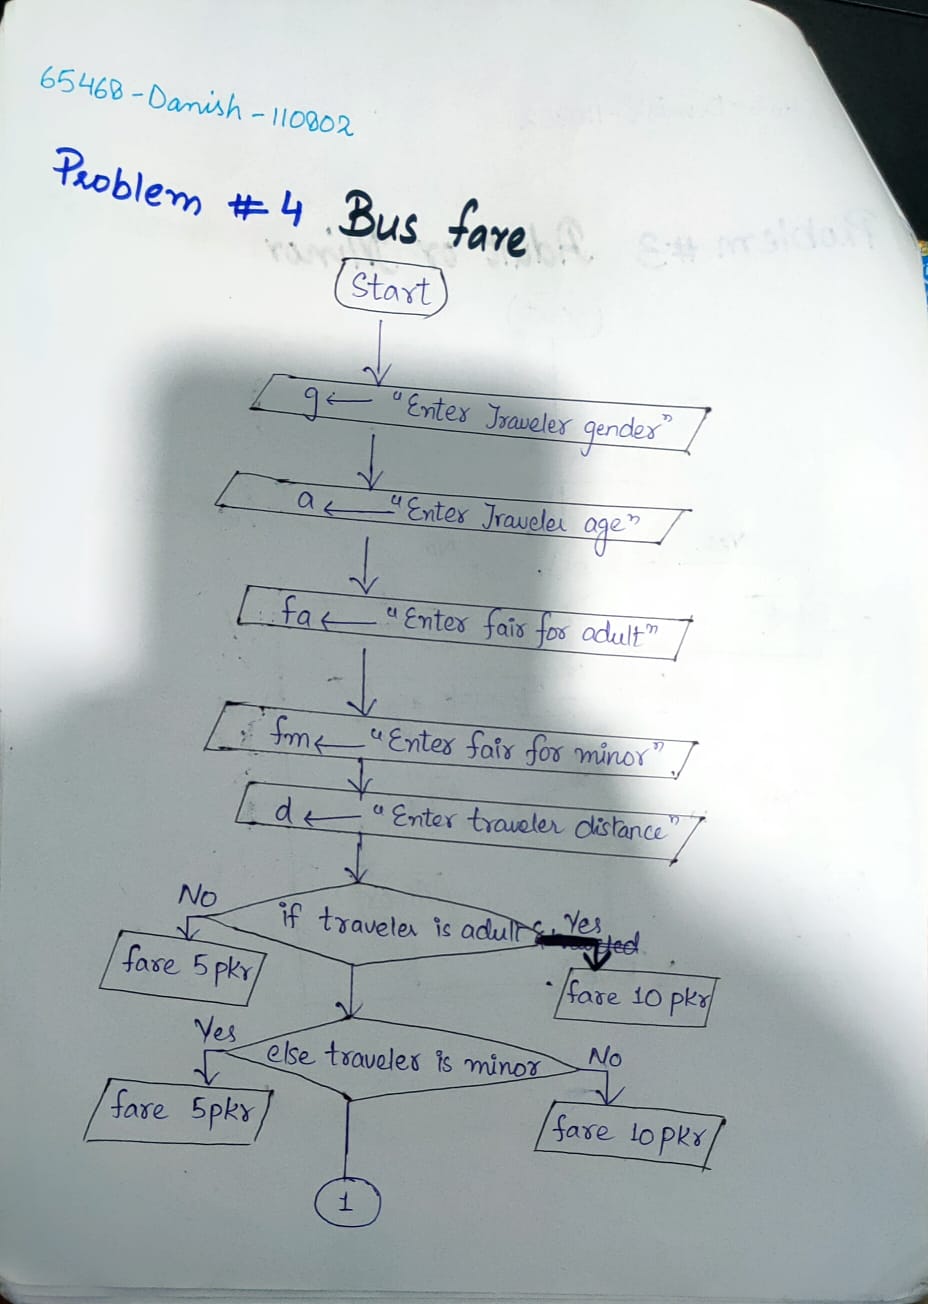 65468-Danish-110802
Problem #4 Bus fare
Start
g ← "Enter Traveler gender"
a ← "Enter Traveler age"
fa ← "Enter fair for adult"
fm ← "Enter fair for minor"
d ← "Enter traveler distance"
No
if traveler is adult
Yes
fare 5 pkr
fare 10 pkr
Yes
else traveler is minor
No
fare 5pkr
fare 10 pkr
1